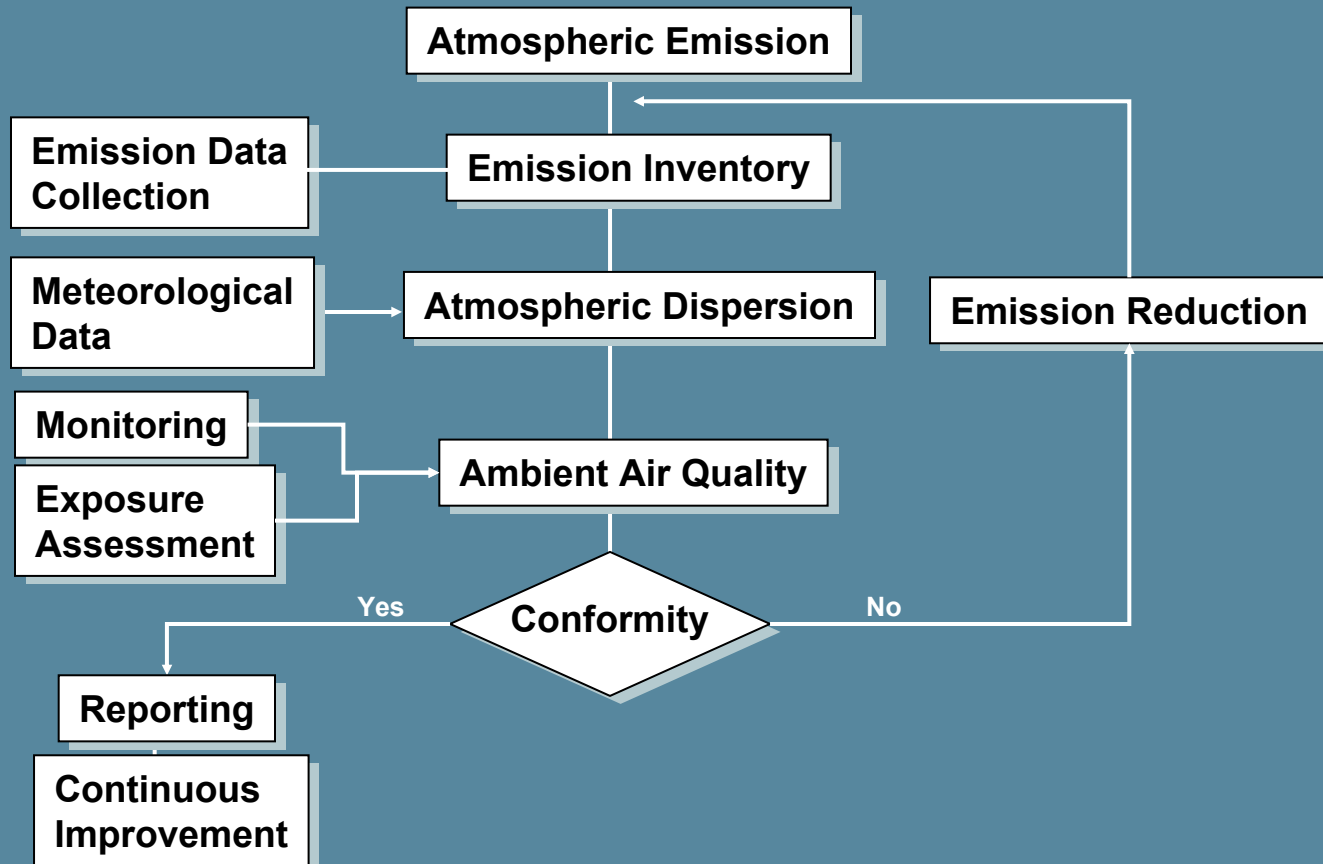 Atmospheric Emission
Emission Data
Collection
Emission Inventory
Meteorological
Data
Atmospheric Dispersion
Emission Reduction
Monitoring
Ambient Air Quality
Exposure
Assessment
Yes
Conformity
No
Reporting
Continuous
Improvement